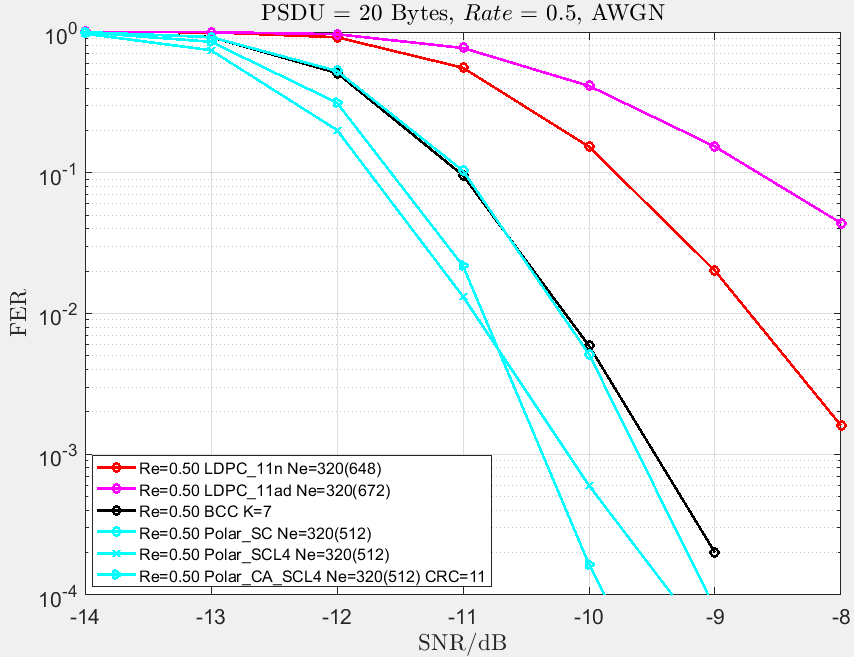 PSDU = 20 Bytes, Rate = 0.5, AWGN
10^0
10^-1
10^-2
10^-3
10^-4
FER
Re=0.50 LDPC_11n Ne=320(648)
Re=0.50 LDPC_11ad Ne=320(672)
Re=0.50 BCC K=7
Re=0.50 Polar_SC Ne=320(512)
Re=0.50 Polar_SCL4 Ne=320(512)
Re=0.50 Polar_CA_SCL4 Ne=320(512) CRC=11
-14 -13 -12 -11 -10 -9 -8
SNR/dB